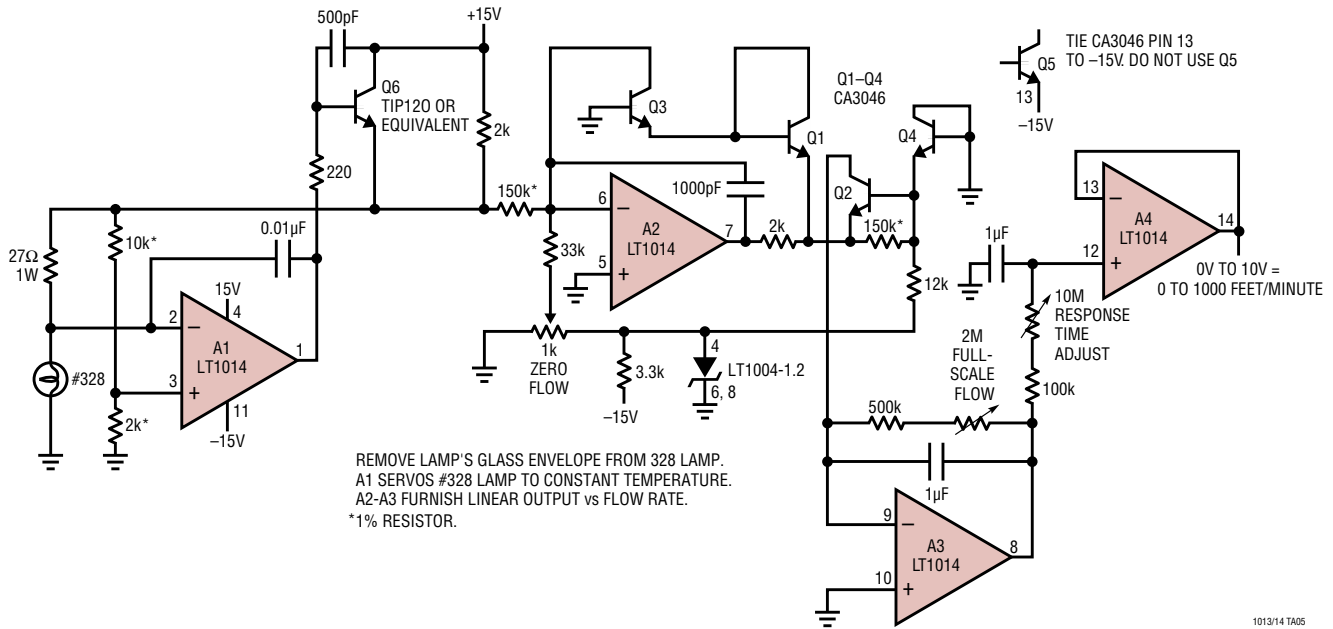 500pF
+15V
Q6
TIP120 OR
EQUIVALENT
2k
220
Q3
Q1
Q1–Q4
CA3046
Q4
Q2
Q5
13
–15V
TIE CA3046 PIN 13
TO –15V. DO NOT USE Q5
27Ω
1W
10k*
0.01µF
150k*
33k
6
5
A2
LT1014
7
1000pF
2k
150k*
12k
1µF
13
12
A4
LT1014
14
0V TO 10V =
0 TO 1000 FEET/MINUTE
#328
2
3
15V
4
A1
LT1014
1
11
–15V
2k*
1k
ZERO
FLOW
3.3k
–15V
4
LT1004-1.2
6, 8
10M
RESPONSE
TIME
ADJUST
2M
FULL-
SCALE
FLOW
100k
500k
1µF
9
10
A3
LT1014
8
REMOVE LAMP'S GLASS ENVELOPE FROM 328 LAMP.
A1 SERVOS #328 LAMP TO CONSTANT TEMPERATURE.
A2-A3 FURNISH LINEAR OUTPUT vs FLOW RATE.
*1% RESISTOR.
1013/14 TA05